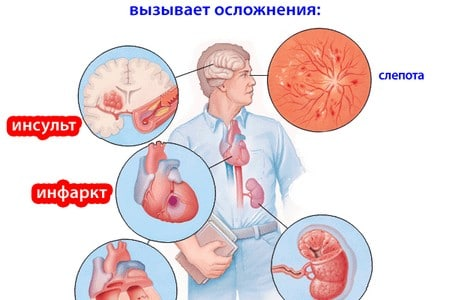 вызывает осложнения:
слепота
инсульт
инфаркт